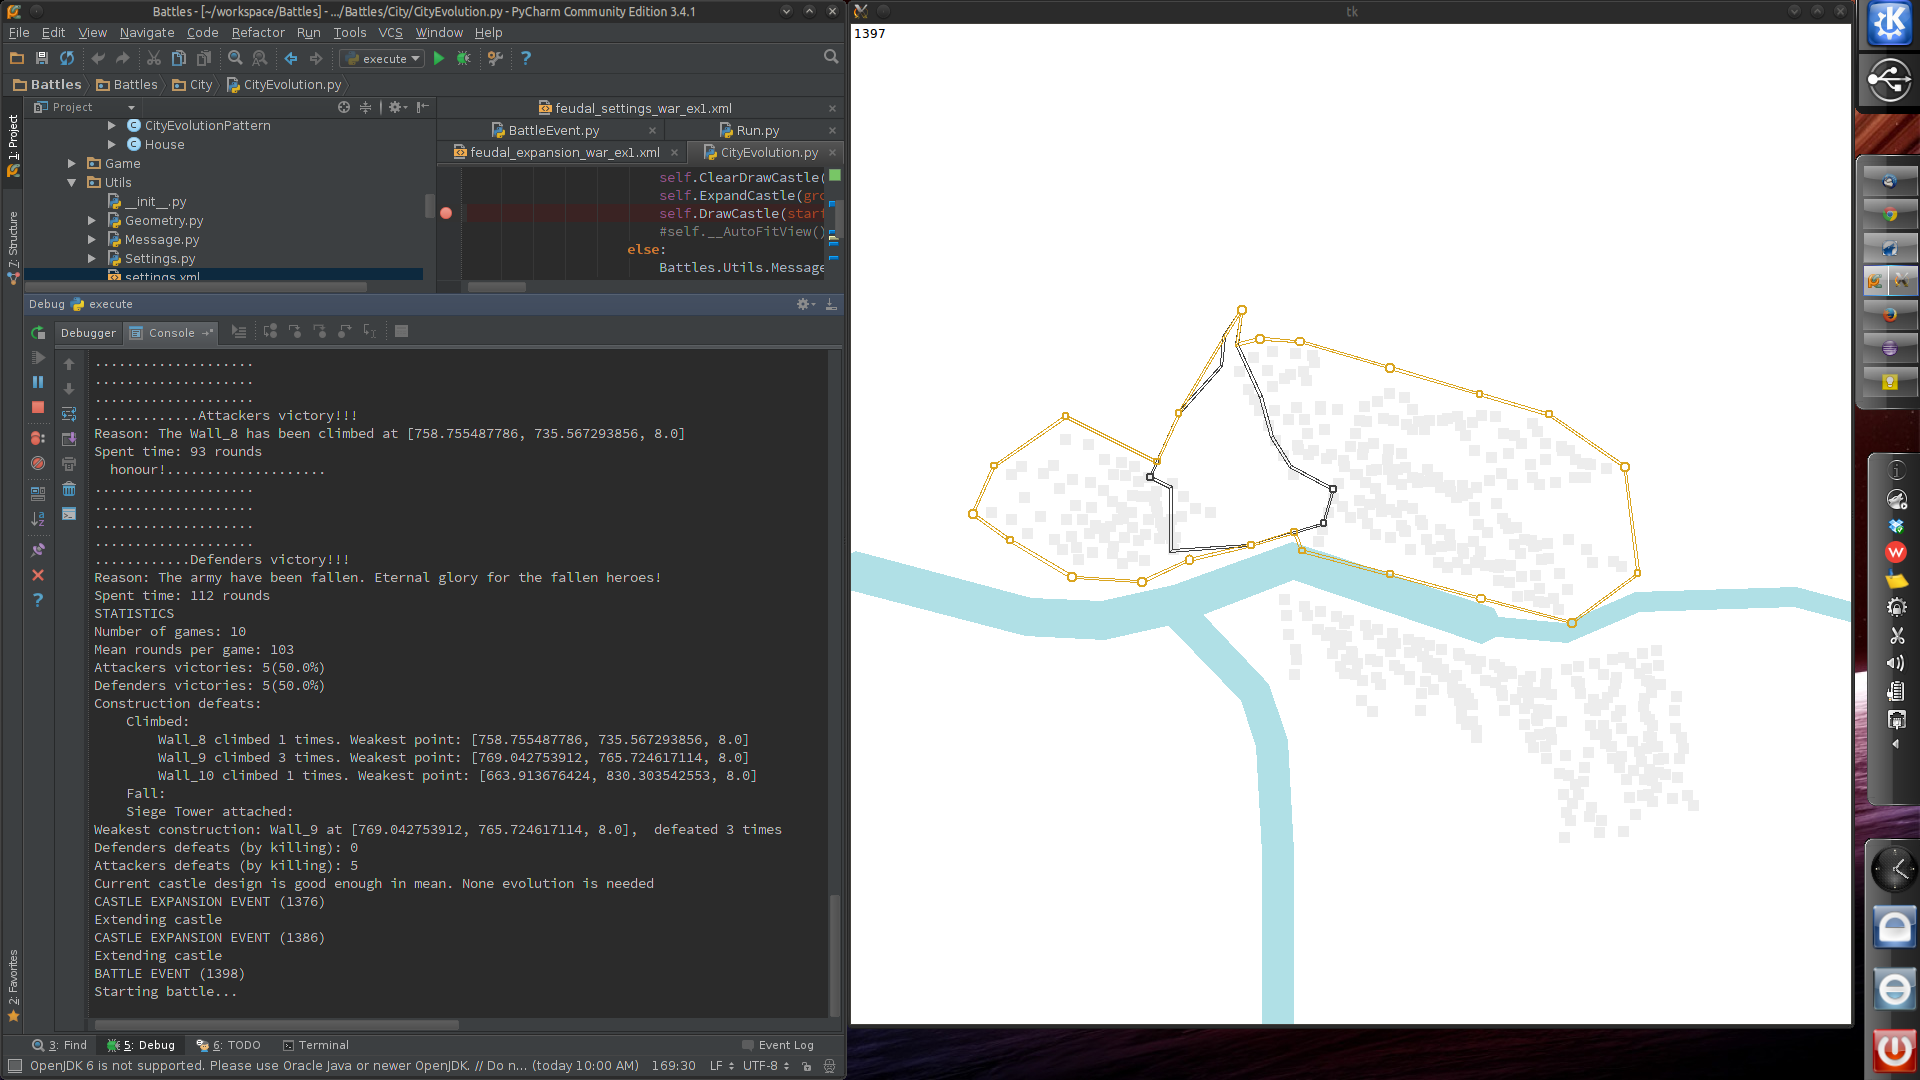 Battles - [~/workspace/Battles] - .../Battles/City/CityEvolution.py - PyCharm Community Edition 3.4.1
File Edit View Navigate Code Refactor Run Tools VCS Window Help
execute
Battles Battles City CityEvolution.py
Project
feudal_settings_war_ex1.xml
CityEvolutionPattern
BattleEvent.py Run.py
House
feudal_expansion_war_ex1.xml CityEvolution.py
Game
Utils
__init__.py
Geometry.py
Message.py
Settings.py
settings.xml
self.ClearDrawCastle(
self.ExpandCastle(gro
self.DrawCastle(start
#self.__AutoFitView()
else:
Battles.Utils.Message
1: Project
7: Structure
2: Favorites
Debug execute
Debugger Console
....................
....................
....................
.............Attackers victory!!!
Reason: The Wall_8 has been climbed at [758.755487786, 735.567293856, 8.0]
Spent time: 93 rounds
honour!....................
....................
....................
....................
....................
............Defenders victory!!!
Reason: The army have been fallen. Eternal glory for the fallen heroes!
Spent time: 112 rounds
STATISTICS
Number of games: 10
Mean rounds per game: 103
Attackers victories: 5(50.0%)
Defenders victories: 5(50.0%)
Construction defeats:
Climbed:
Wall_8 climbed 1 times. Weakest point: [758.755487786, 735.567293856, 8.0]
Wall_9 climbed 3 times. Weakest point: [769.042753912, 765.724617114, 8.0]
Wall_10 climbed 1 times. Weakest point: [663.913676424, 830.303542553, 8.0]
Fall:
Siege Tower attached:
Weakest construction: Wall_9 at [769.042753912, 765.724617114, 8.0],  defeated 3 times
Defenders defeats (by killing): 0
Attackers defeats (by killing): 5
Current castle design is good enough in mean. None evolution is needed
CASTLE EXPANSION EVENT (1376)
Extending castle
CASTLE EXPANSION EVENT (1386)
Extending castle
BATTLE EVENT (1398)
Starting battle...
3: Find 5: Debug 6: TODO Terminal Event Log
OpenJDK 6 is not supported. Please use Oracle Java or newer OpenJDK. // Do n... (today 10:00 AM) 169:30 LF UTF-8
tk
1397